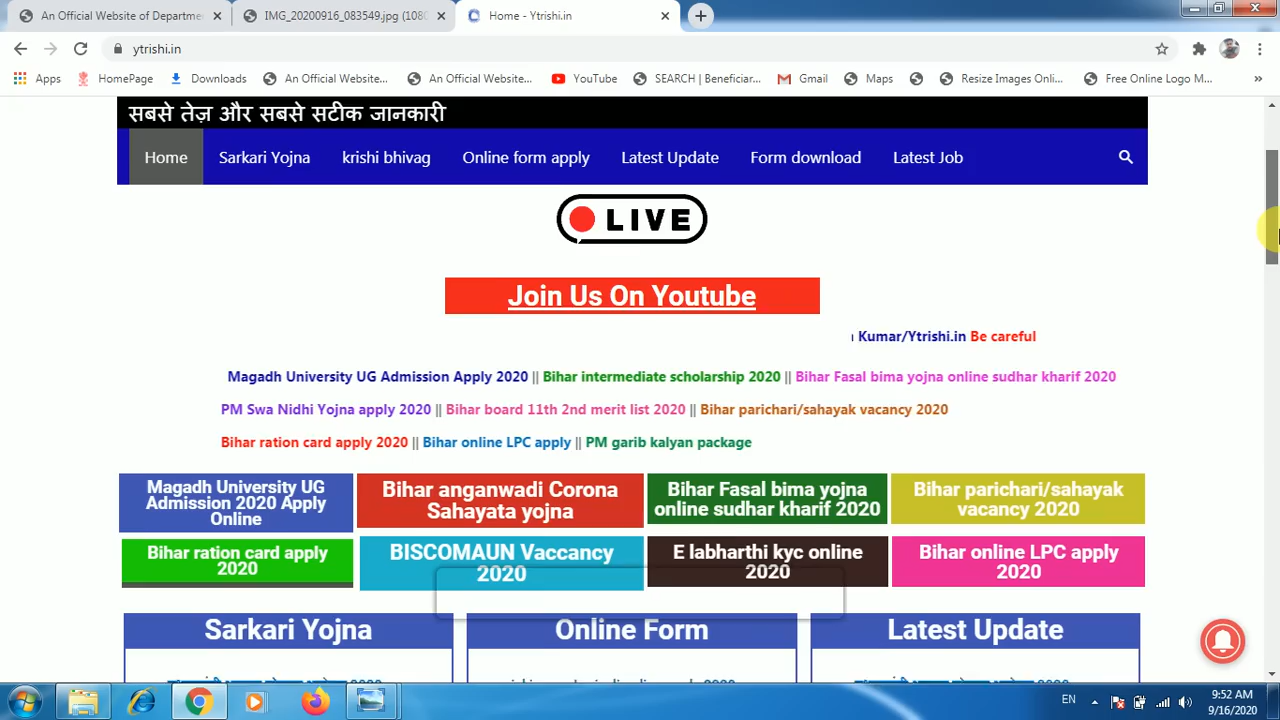 An Official Website of Departme
IMG_20200916_083549.jpg (1080
Home - Ytrishi.in
ytrishi.in
Apps
HomePage
Downloads
An Official Website...
An Official Website...
YouTube
SEARCH | Beneficiar...
Gmail
Maps
Resize Images Onli...
Free Online Logo M...
»
सबसे तेज़ और सबसे सटीक जानकारी
Home
Sarkari Yojna
krishi bhivag
Online form apply
Latest Update
Form download
Latest Job
LIVE
Join Us On Youtube
Kumar/Ytrishi.in Be careful
Magadh University UG Admission Apply 2020 || Bihar intermediate scholarship 2020 || Bihar Fasal bima yojna online sudhar kharif 2020
PM Swa Nidhi Yojna apply 2020 || Bihar board 11th 2nd merit list 2020 || Bihar parichari/sahayak vacancy 2020
Bihar ration card apply 2020 || Bihar online LPC apply || PM garib kalyan package
Magadh University UG
Admission 2020 Apply
Online
Bihar anganwadi Corona
Sahayata yojna
Bihar Fasal bima yojna
online sudhar kharif 2020
Bihar parichari/sahayak
vacancy 2020
Bihar ration card apply
2020
BISCOMAUN Vaccancy
2020
E labharthi kyc online
2020
Bihar online LPC apply
2020
Sarkari Yojna
Online Form
Latest Update
EN
9:52 AM
9/16/2020